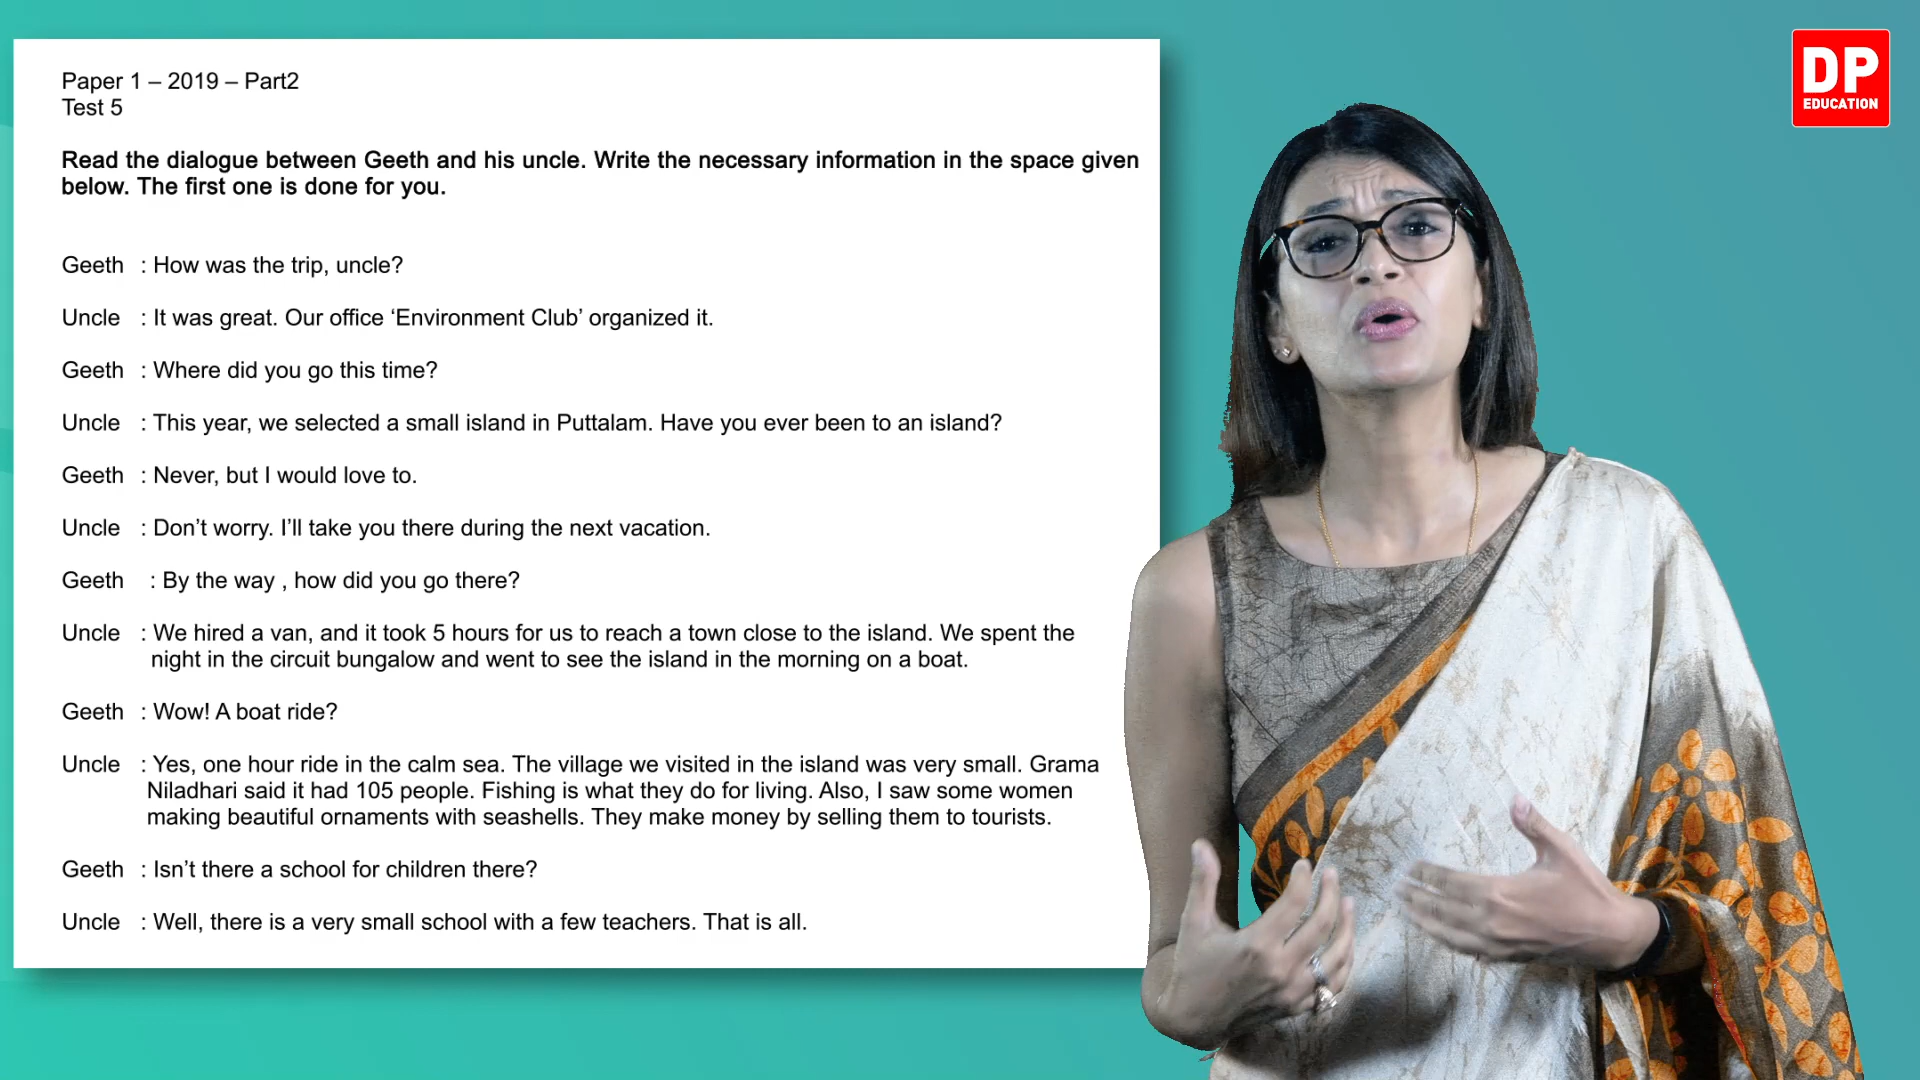 Paper 1 – 2019 – Part2
Test 5
Read the dialogue between Geeth and his uncle. Write the necessary information in the space given
below. The first one is done for you.
Geeth : How was the trip, uncle?
Uncle : It was great. Our office ‘Environment Club’ organized it.
Geeth : Where did you go this time?
Uncle : This year, we selected a small island in Puttalam. Have you ever been to an island?
Geeth : Never, but I would love to.
Uncle : Don’t worry. I’ll take you there during the next vacation.
Geeth : By the way , how did you go there?
Uncle : We hired a van, and it took 5 hours for us to reach a town close to the island. We spent the
night in the circuit bungalow and went to see the island in the morning on a boat.
Geeth : Wow! A boat ride?
Uncle : Yes, one hour ride in the calm sea. The village we visited in the island was very small. Grama
Niladhari said it had 105 people. Fishing is what they do for living. Also, I saw some women
making beautiful ornaments with seashells. They make money by selling them to tourists.
Geeth : Isn’t there a school for children there?
Uncle : Well, there is a very small school with a few teachers. That is all.
DP
EDUCATION